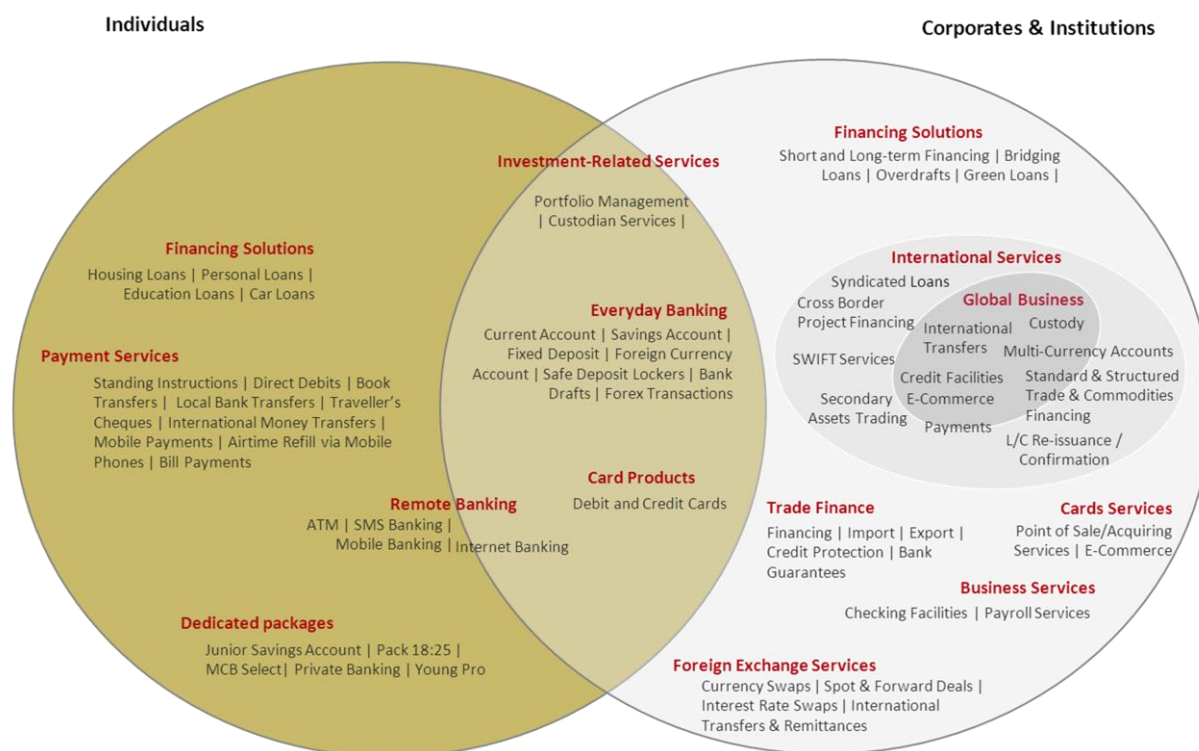 Individuals
Corporates & Institutions
Financing Solutions
Housing Loans | Personal Loans |
Education Loans | Car Loans
Payment Services
Standing Instructions | Direct Debits | Book
Transfers | Local Bank Transfers | Traveller's
Cheques | International Money Transfers |
Mobile Payments | Airtime Refill via Mobile
Phones | Bill Payments
Remote Banking
ATM | SMS Banking |
Mobile Banking | Internet Banking
Dedicated packages
Junior Savings Account | Pack 18:25 |
MCB Select| Private Banking | Young Pro
Investment-Related Services
Portfolio Management
| Custodian Services |
Everyday Banking
Current Account | Savings Account |
Fixed Deposit | Foreign Currency
Account | Safe Deposit Lockers | Bank
Drafts | Forex Transactions
Card Products
Debit and Credit Cards
Financing Solutions
Short and Long-term Financing | Bridging
Loans | Overdrafts | Green Loans |
International Services
Syndicated Loans
Cross Border
Project Financing
SWIFT Services
Secondary
Assets Trading
Global Business
International
Transfers
Custody
Multi-Currency Accounts
Credit Facilities
E-Commerce
Payments
Standard & Structured
Trade & Commodities
Financing
L/C Re-issuance /
Confirmation
Trade Finance
Financing | Import | Export |
Credit Protection | Bank
Guarantees
Cards Services
Point of Sale/Acquiring
Services | E-Commerce
Business Services
Checking Facilities | Payroll Services
Foreign Exchange Services
Currency Swaps | Spot & Forward Deals |
Interest Rate Swaps | International
Transfers & Remittances